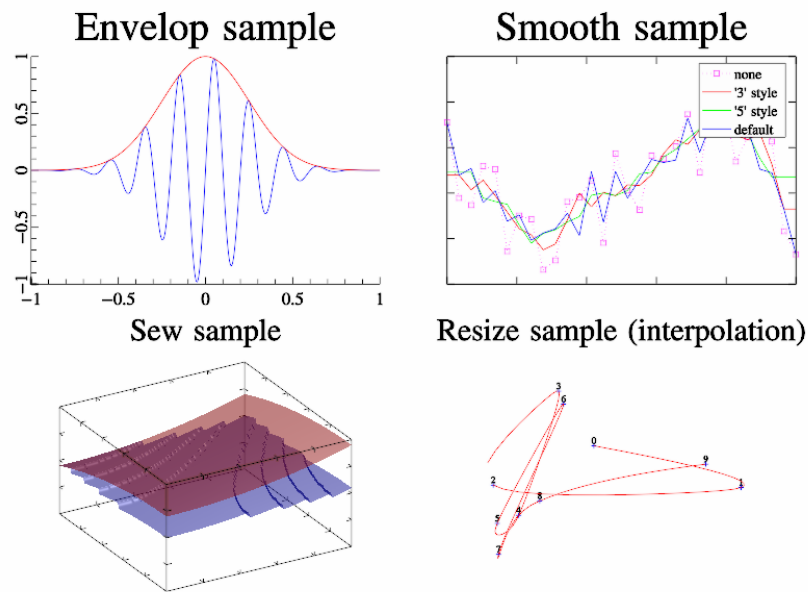 Envelop sample
Smooth sample
1
0.5
0
−0.5
−1
−1
−0.5
0
0.5
1
none
'3' style
'5' style
default
Sew sample
Resize sample (interpolation)
3
6
0
9
2
1
8
4
5
7